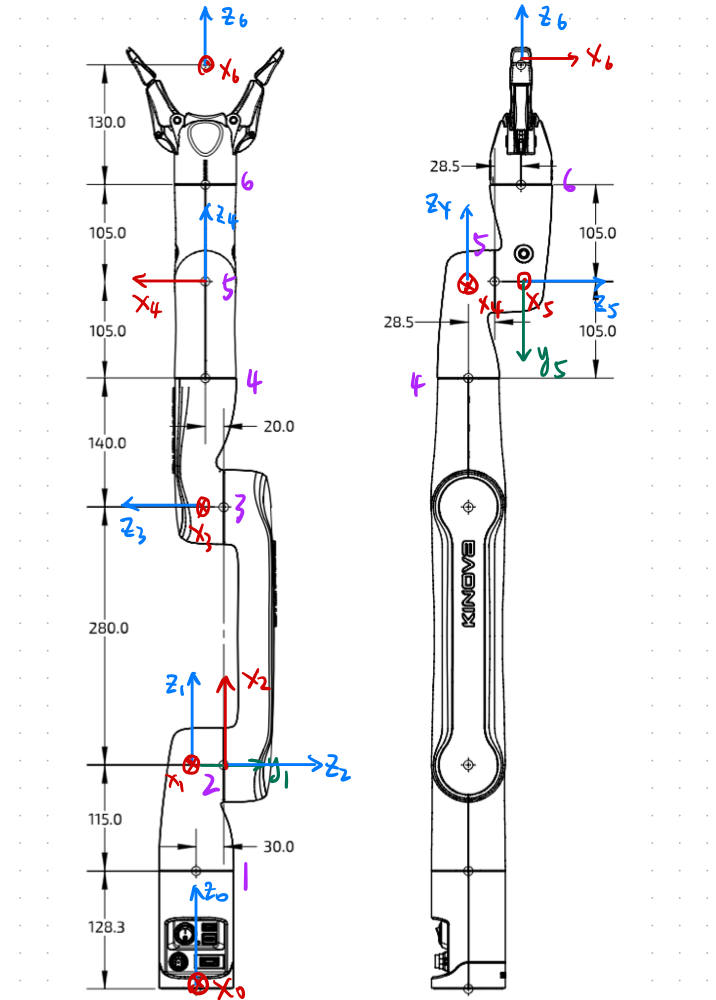 z₆
x₆
130.0
6
105.0
z₄
x₄
5
105.0
4
20.0
140.0
3
z₃
x₃
280.0
z₁
x₂
x₁
2
y₁
z₂
115.0
30.0
1
128.3
z₀
x₀
z₆
x₆
28.5
6
z₄
5
105.0
x₄
x₅
z₅
28.5
105.0
y₅
4
KINOVA